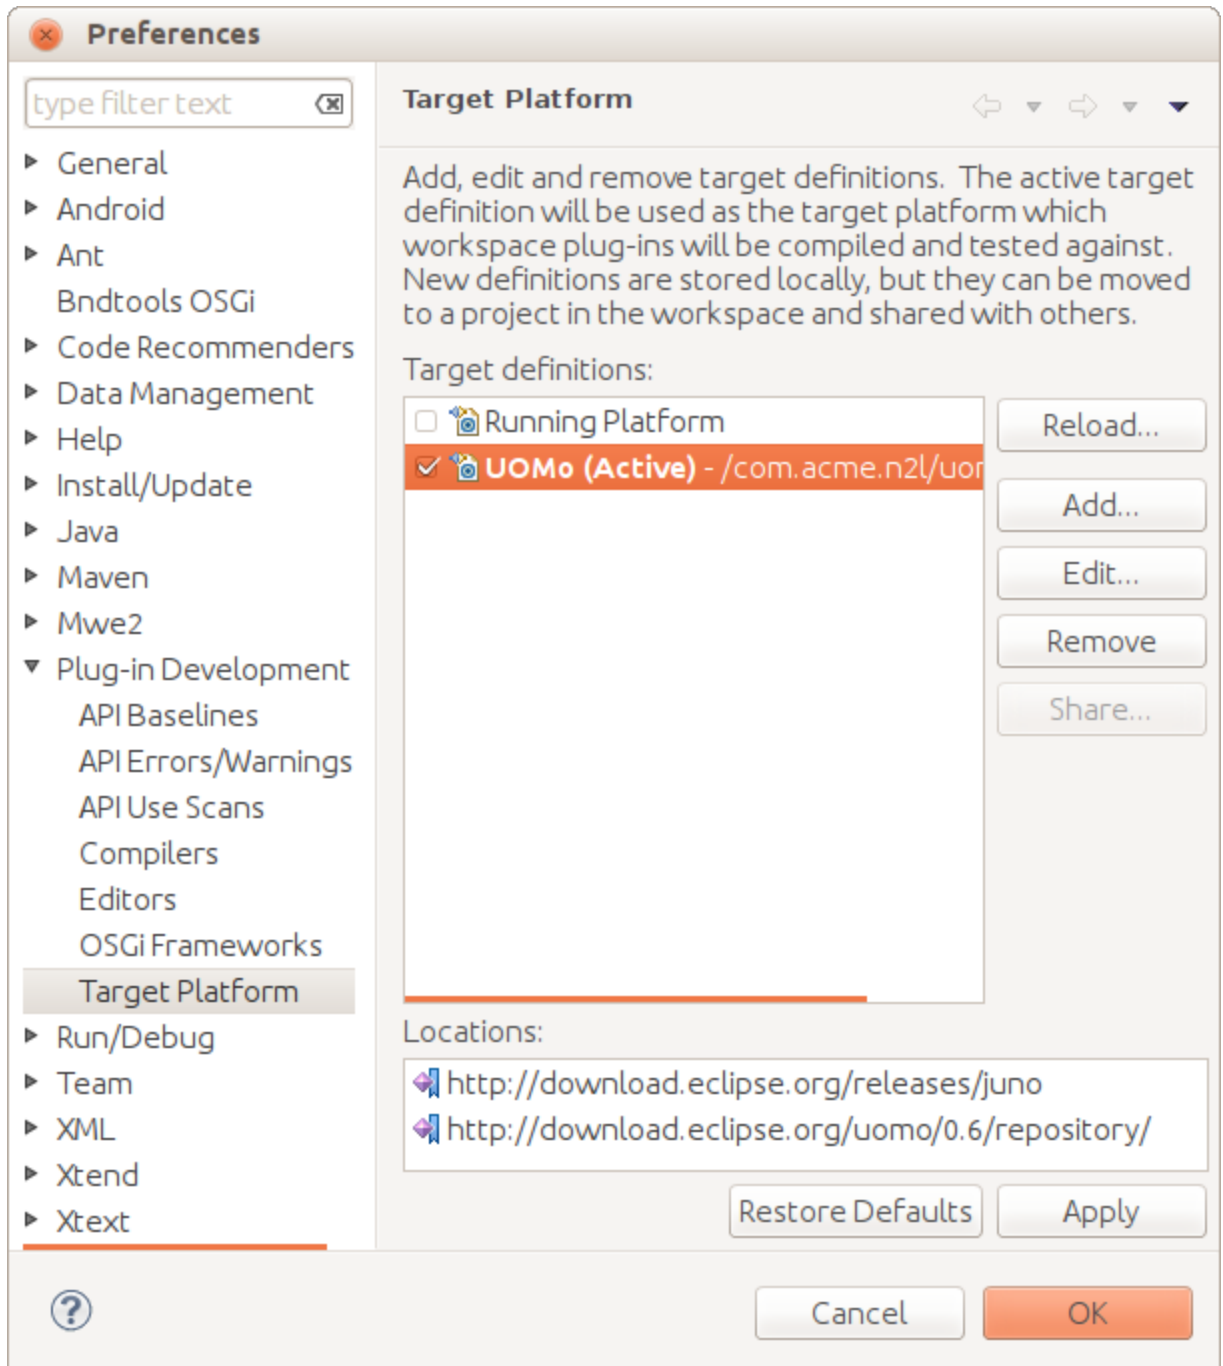 Preferences
type filter text
General
Android
Ant
Bndtools OSGi
Code Recommenders
Data Management
Help
Install/Update
Java
Maven
Mwe2
Plug-in Development
API Baselines
API Errors/Warnings
API Use Scans
Compilers
Editors
OSGi Frameworks
Target Platform
Run/Debug
Team
XML
Xtend
Xtext
Target Platform
Add, edit and remove target definitions.  The active target
definition will be used as the target platform which
workspace plug-ins will be compiled and tested against.
New definitions are stored locally, but they can be moved
to a project in the workspace and shared with others.
Target definitions:
Running Platform
UOMo (Active) - /com.acme.n2l/uor
Reload...
Add...
Edit...
Remove
Share...
Locations:
http://download.eclipse.org/releases/juno
http://download.eclipse.org/uomo/0.6/repository/
Restore Defaults
Apply
?
Cancel
OK